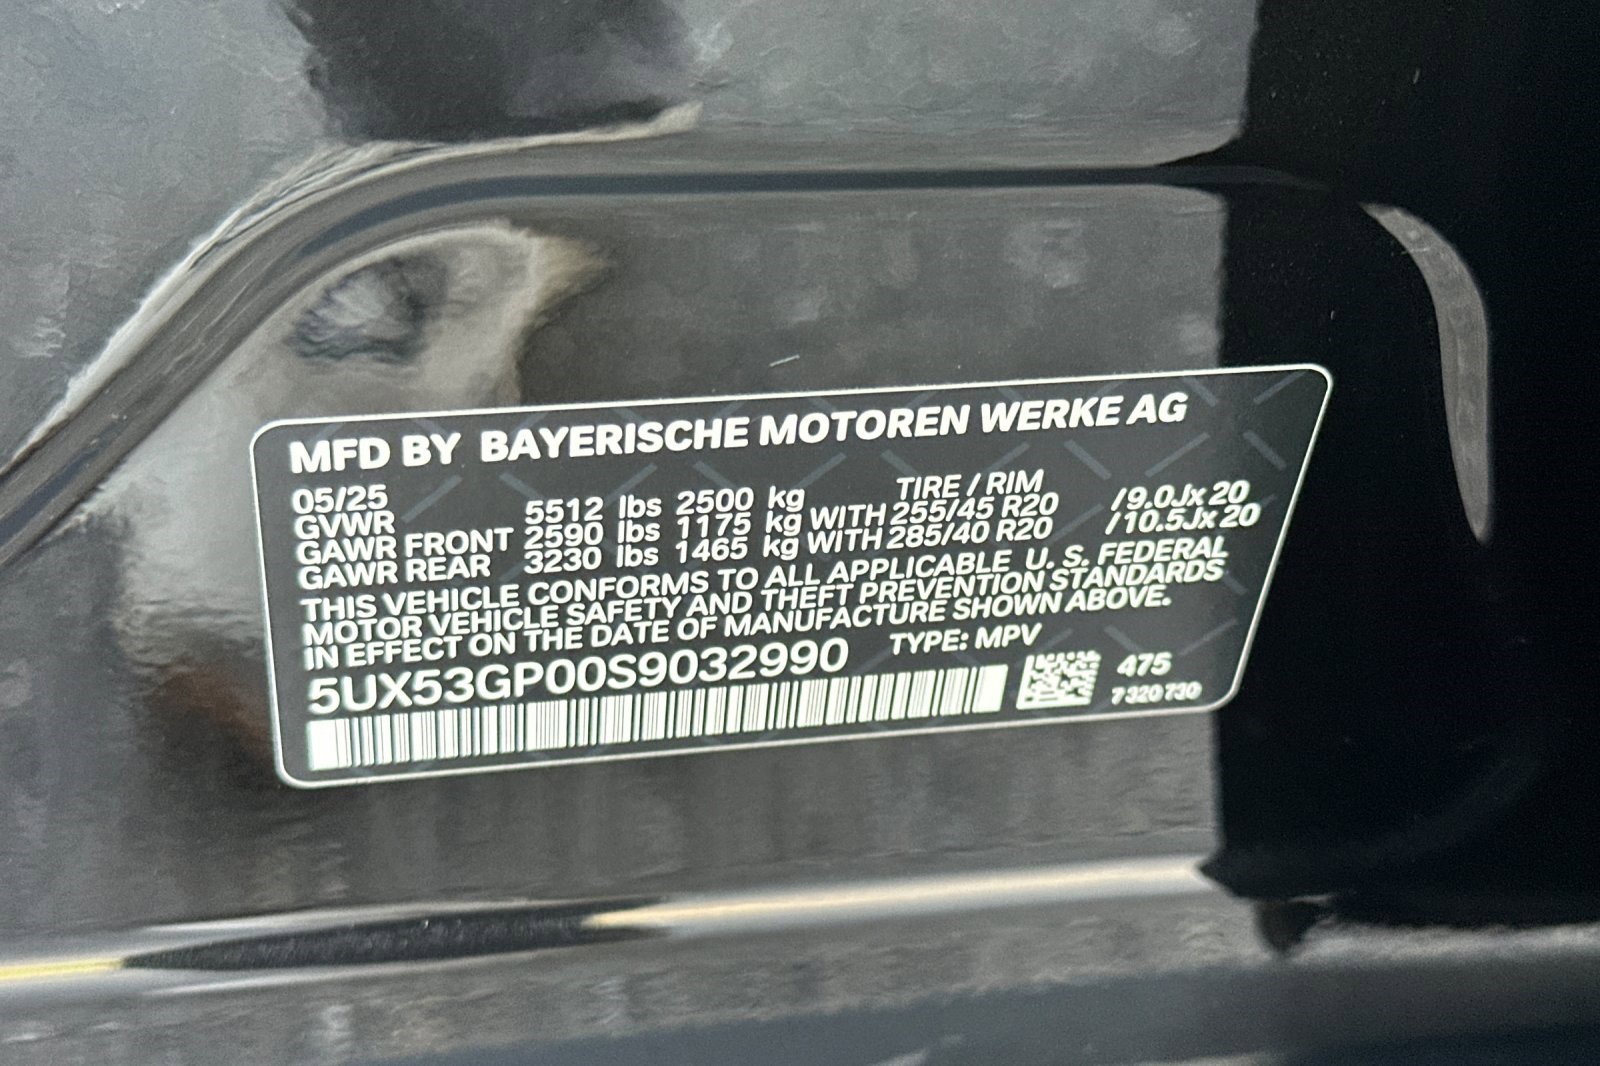 MFD BY BAYERISCHE MOTOREN WERKE AG
05/25 TIRE / RIM
GVWR 5512 lbs 2500 kg
GAWR FRONT 2590 lbs 1175 kg WITH 255/45 R20 /9.0Jx20
GAWR REAR 3230 lbs 1465 kg WITH 285/40 R20 /10.5Jx20
THIS VEHICLE CONFORMS TO ALL APPLICABLE U. S. FEDERAL
MOTOR VEHICLE SAFETY AND THEFT PREVENTION STANDARDS
IN EFFECT ON THE DATE OF MANUFACTURE SHOWN ABOVE.
5UX53GP00S9032990 TYPE: MPV
475
7 320 730